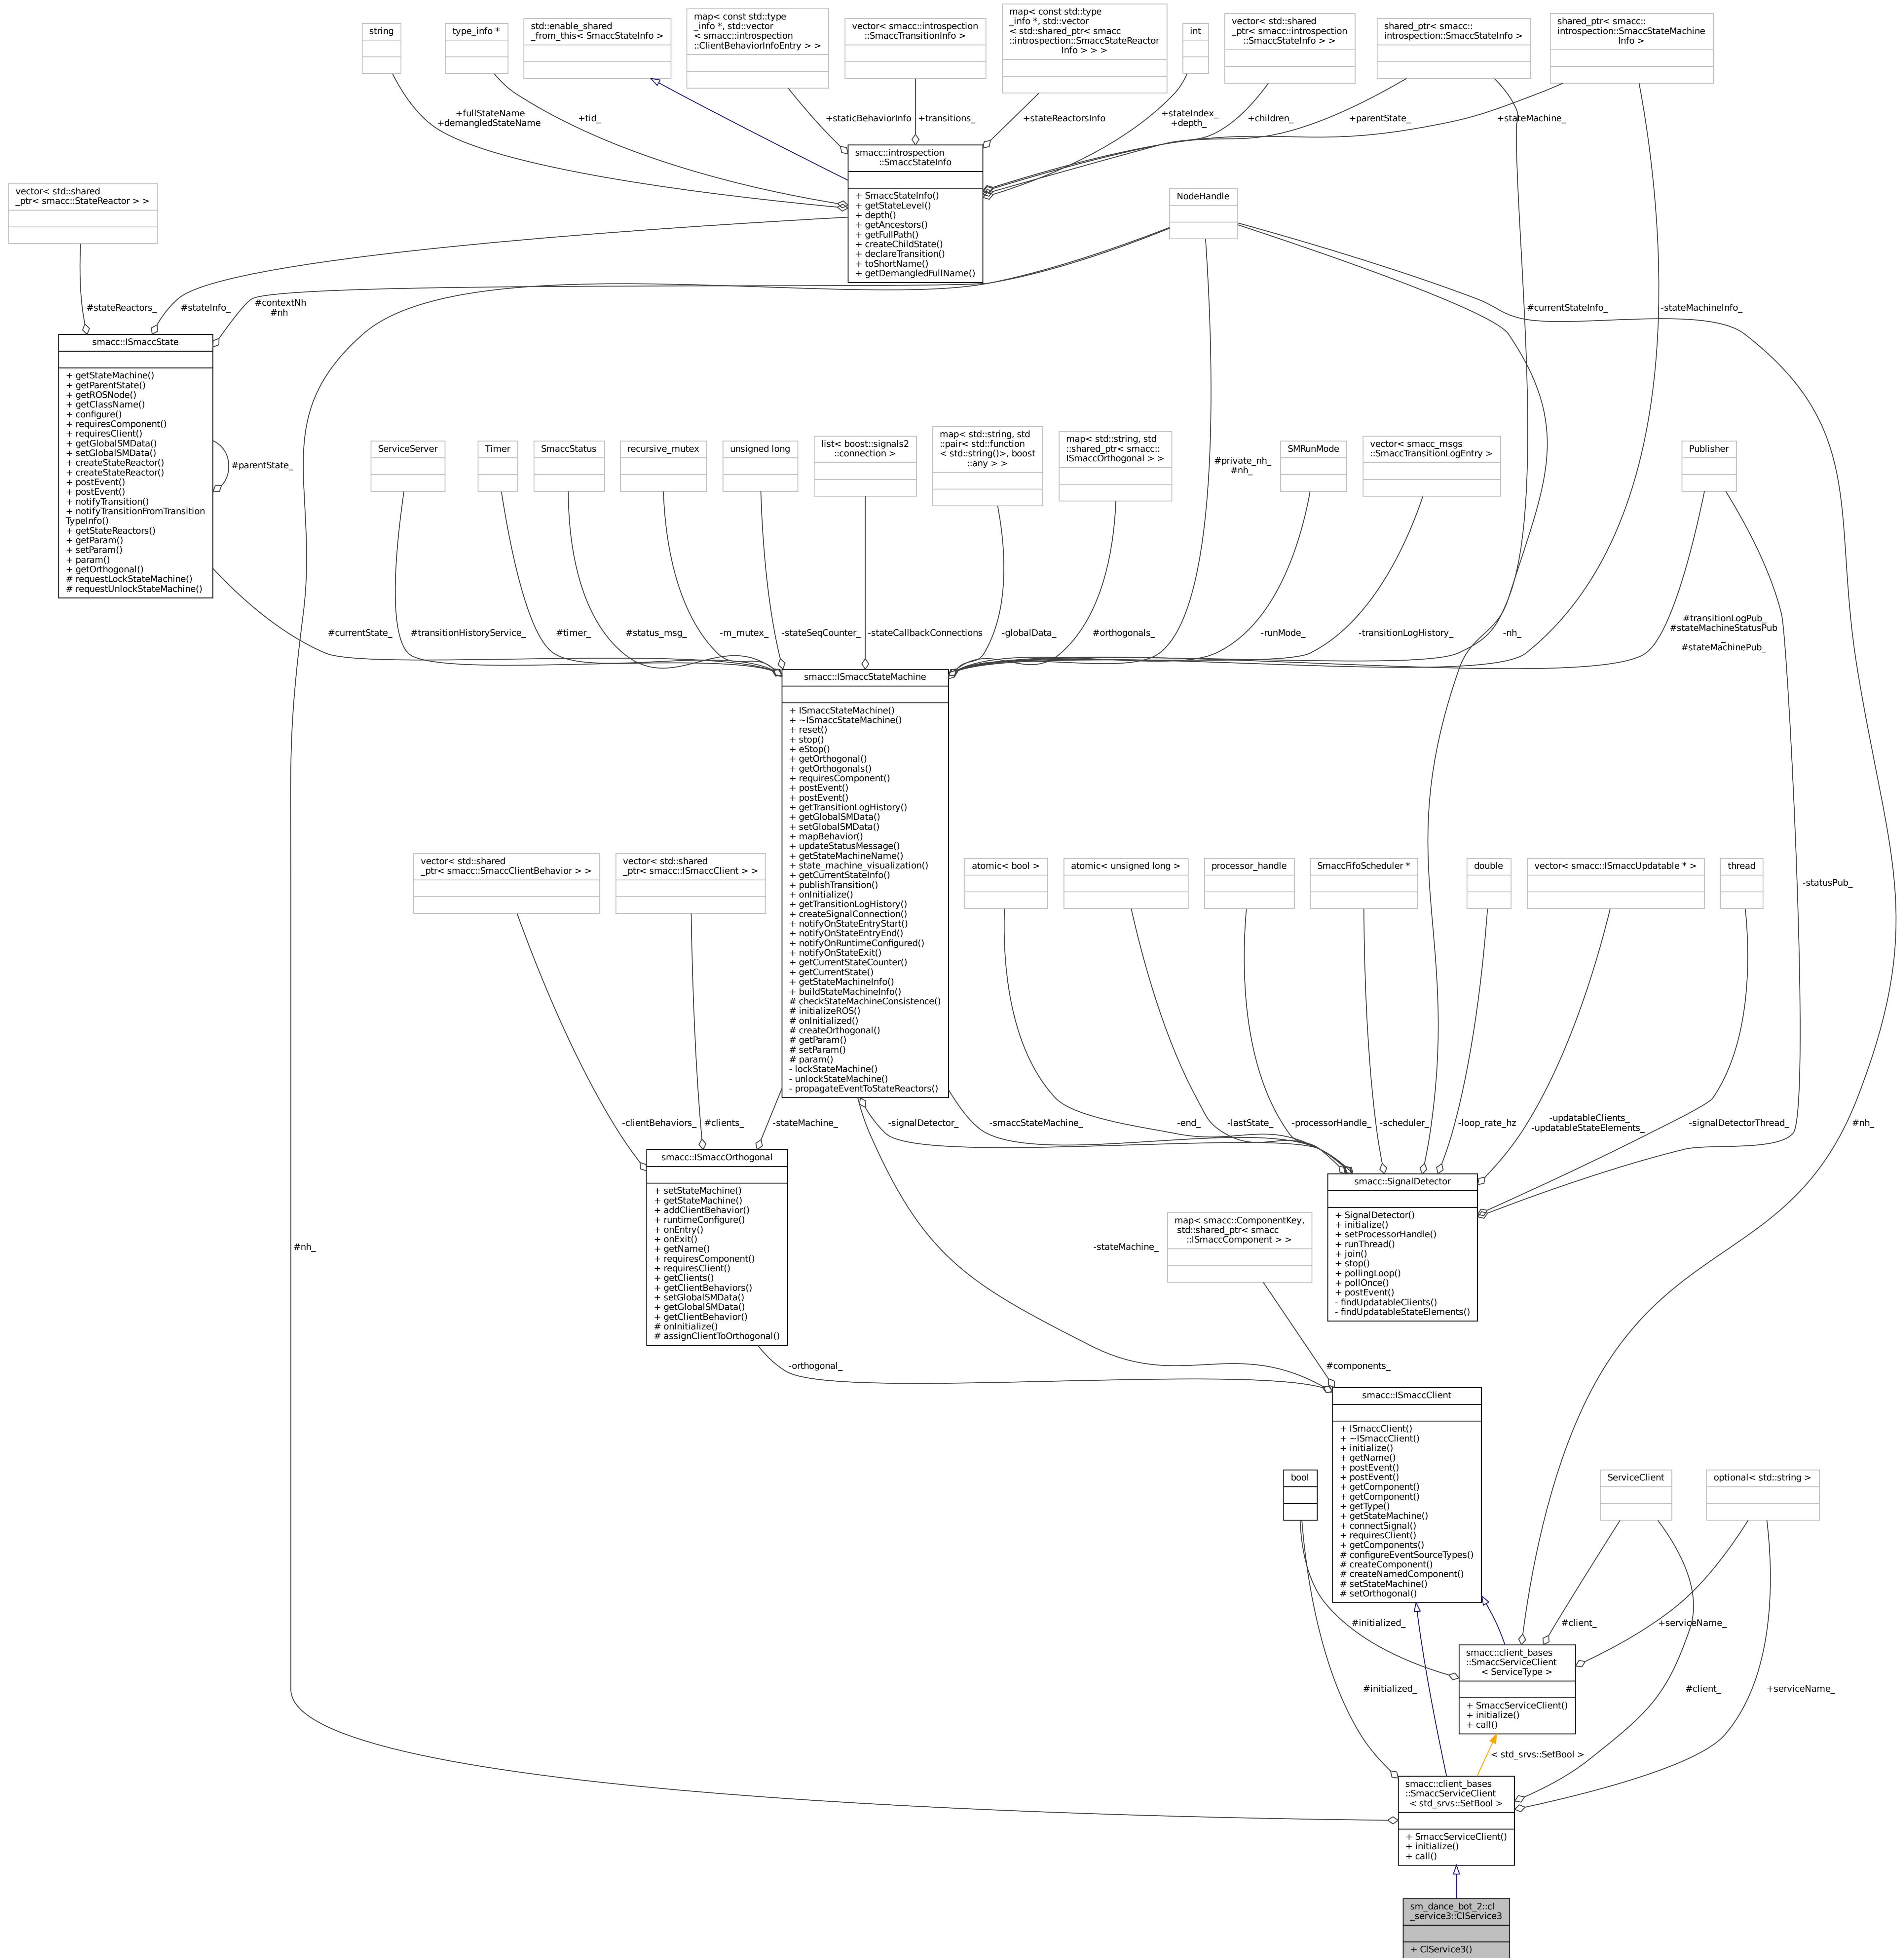 string
type_info *
std::enable_shared
_from_this< SmaccStateInfo >
map< const std::type
_info *, std::vector
< smacc::introspection
::ClientBehaviorInfoEntry > >
vector< smacc::introspection
::SmaccTransitionInfo >
map< const std::type
_info *, std::vector
< std::shared_ptr< smacc
::introspection::SmaccStateReactor
Info > > >
int
vector< std::shared
_ptr< smacc::introspection
::SmaccStateInfo > >
shared_ptr< smacc::
introspection::SmaccStateInfo >
shared_ptr< smacc::
introspection::SmaccStateMachine
Info >
+fullStateName
+demangledStateName
+tid_
+staticBehaviorInfo
+transitions_
+stateReactorsInfo
+stateIndex_
+depth_
+children_
+parentState_
+stateMachine_
smacc::introspection
::SmaccStateInfo
+ SmaccStateInfo()
+ getStateLevel()
+ depth()
+ getAncestors()
+ getFullPath()
+ createChildState()
+ declareTransition()
+ toShortName()
+ getDemangledFullName()
vector< std::shared
_ptr< smacc::StateReactor > >
NodeHandle
#stateReactors_
#stateInfo_
#contextNh
#nh
#currentStateInfo_
-stateMachineInfo_
smacc::ISmaccState
+ getStateMachine()
+ getParentState()
+ getROSNode()
+ getClassName()
+ configure()
+ requiresComponent()
+ requiresClient()
+ getGlobalSMData()
+ setGlobalSMData()
+ createStateReactor()
+ createStateReactor()
+ postEvent()
+ postEvent()
+ notifyTransition()
+ notifyTransitionFromTransition
TypeInfo()
+ getStateReactors()
+ getParam()
+ setParam()
+ param()
+ getOrthogonal()
# requestLockStateMachine()
# requestUnlockStateMachine()
#parentState_
ServiceServer
Timer
SmaccStatus
recursive_mutex
unsigned long
list< boost::signals2
::connection >
map< std::string, std
::pair< std::function
< std::string()>, boost
::any > >
map< std::string, std
::shared_ptr< smacc::
ISmaccOrthogonal > >
#private_nh_
#nh_
SMRunMode
vector< smacc_msgs
::SmaccTransitionLogEntry >
Publisher
#currentState_
#transitionHistoryService_
#timer_
#status_msg_
-m_mutex_
-stateSeqCounter_
-stateCallbackConnections
-globalData_
#orthogonals_
-runMode_
-transitionLogHistory_
-nh_
#transitionLogPub_
#stateMachineStatusPub
_
#stateMachinePub_
smacc::ISmaccStateMachine
+ ISmaccStateMachine()
+ ~ISmaccStateMachine()
+ reset()
+ stop()
+ eStop()
+ getOrthogonal()
+ getOrthogonals()
+ requiresComponent()
+ postEvent()
+ postEvent()
+ getTransitionLogHistory()
+ getGlobalSMData()
+ setGlobalSMData()
+ mapBehavior()
+ updateStatusMessage()
+ getStateMachineName()
+ state_machine_visualization()
+ getCurrentStateInfo()
+ publishTransition()
+ onInitialize()
+ getTransitionLogHistory()
+ createSignalConnection()
+ notifyOnStateEntryStart()
+ notifyOnStateEntryEnd()
+ notifyOnRuntimeConfigured()
+ notifyOnStateExit()
+ getCurrentStateCounter()
+ getCurrentState()
+ getStateMachineInfo()
+ buildStateMachineInfo()
# checkStateMachineConsistence()
# initializeROS()
# onInitialized()
# createOrthogonal()
# getParam()
# setParam()
# param()
- lockStateMachine()
- unlockStateMachine()
- propagateEventToStateReactors()
vector< std::shared
_ptr< smacc::SmaccClientBehavior > >
vector< std::shared
_ptr< smacc::ISmaccClient > >
atomic< bool >
atomic< unsigned long >
processor_handle
SmaccFifoScheduler *
double
vector< smacc::ISmaccUpdatable * >
thread
-statusPub_
-clientBehaviors_
#clients_
-stateMachine_
-signalDetector_
-smaccStateMachine_
-end_
-lastState_
-processorHandle_
-scheduler_
-loop_rate_hz
-updatableClients_
-updatableStateElements_
-signalDetectorThread_
#nh_
smacc::ISmaccOrthogonal
+ setStateMachine()
+ getStateMachine()
+ addClientBehavior()
+ runtimeConfigure()
+ onEntry()
+ onExit()
+ getName()
+ requiresComponent()
+ requiresClient()
+ getClients()
+ getClientBehaviors()
+ setGlobalSMData()
+ getGlobalSMData()
+ getClientBehavior()
# onInitialize()
# assignClientToOrthogonal()
smacc::SignalDetector
+ SignalDetector()
+ initialize()
+ setProcessorHandle()
+ runThread()
+ join()
+ stop()
+ pollingLoop()
+ pollOnce()
+ postEvent()
- findUpdatableClients()
- findUpdatableStateElements()
map< smacc::ComponentKey,
std::shared_ptr< smacc
::ISmaccComponent > >
#nh_
-stateMachine_
-orthogonal_
#components_
smacc::ISmaccClient
+ ISmaccClient()
+ ~ISmaccClient()
+ initialize()
+ getName()
+ postEvent()
+ postEvent()
+ getComponent()
+ getComponent()
+ getType()
+ getStateMachine()
+ connectSignal()
+ requiresClient()
+ getComponents()
# configureEventSourceTypes()
# createComponent()
# createNamedComponent()
# setStateMachine()
# setOrthogonal()
bool
ServiceClient
optional< std::string >
#initialized_
#client_
+serviceName_
smacc::client_bases
::SmaccServiceClient
< ServiceType >
+ SmaccServiceClient()
+ initialize()
+ call()
#initialized_
#client_
+serviceName_
< std_srvs::SetBool >
smacc::client_bases
::SmaccServiceClient
< std_srvs::SetBool >
+ SmaccServiceClient()
+ initialize()
+ call()
sm_dance_bot_2::cl
_service3::ClService3
+ ClService3()